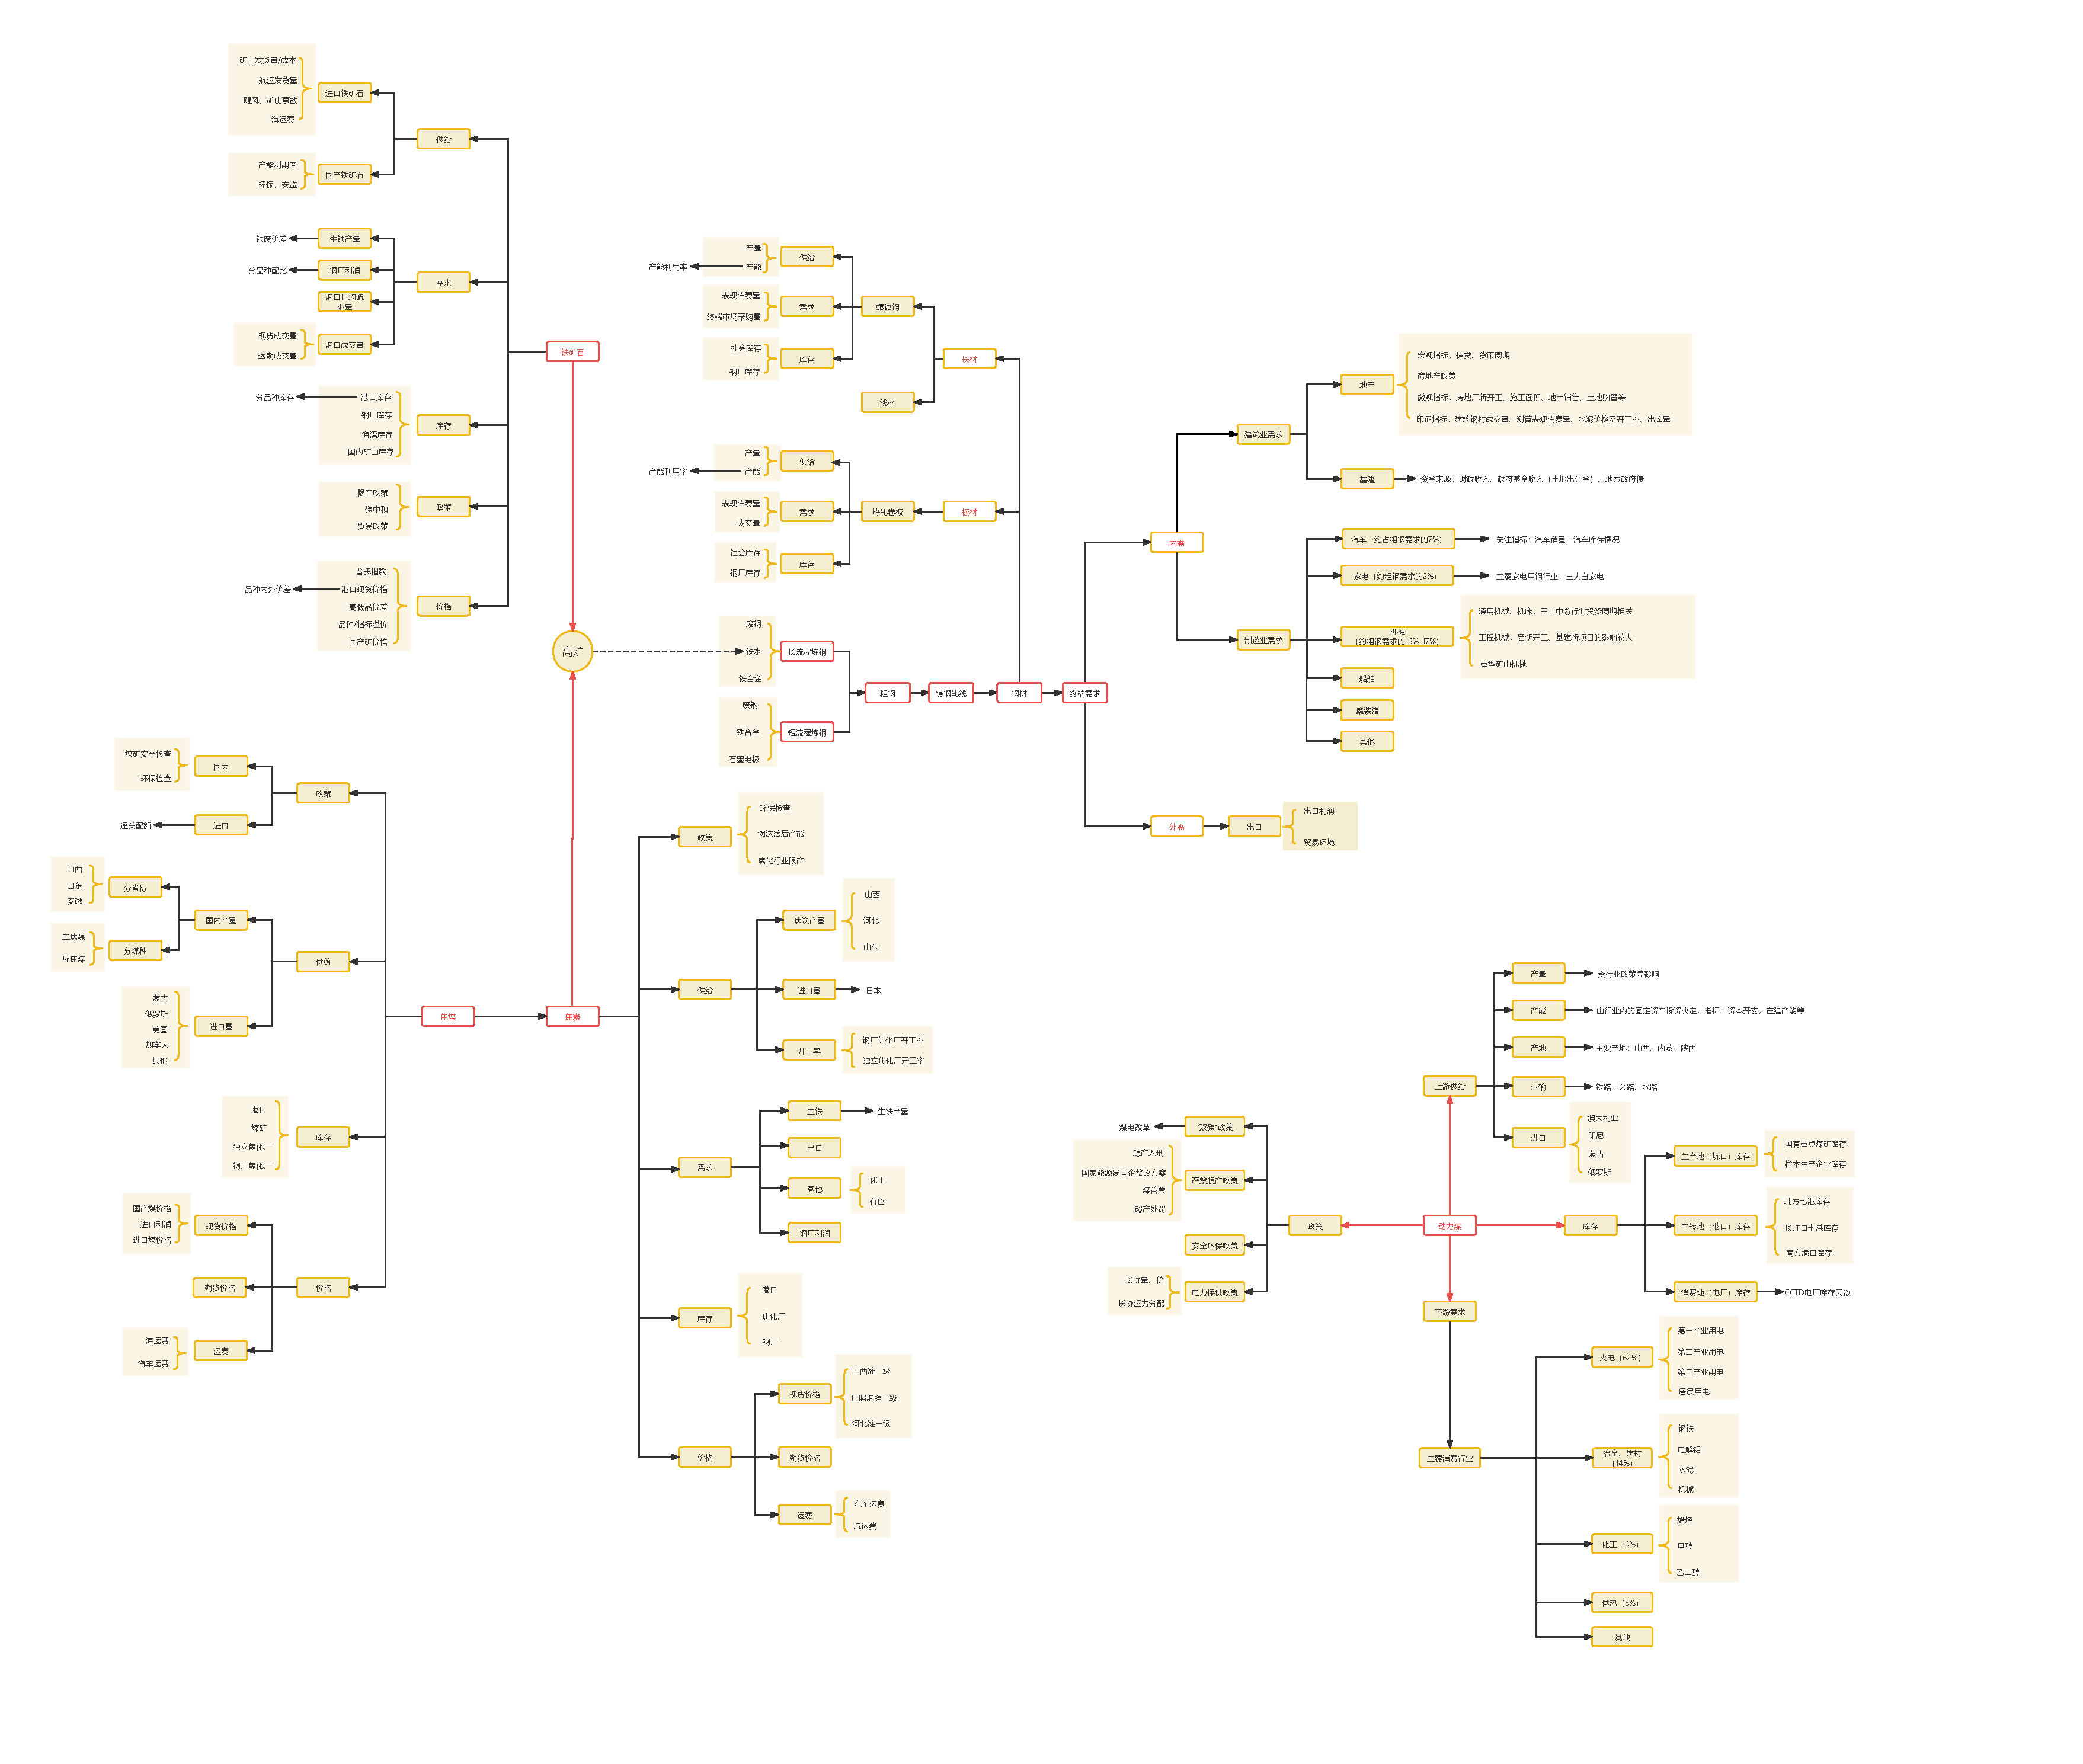 矿山发货量/成本
航运发货量
飓风、矿山事故
海运费
进口铁矿石
供给
产能利用率
环保、安监
国产铁矿石
铁废价差
生铁产量
分品种配比
钢厂利润
港口日均疏
港量
需求
现货成交量
远期成交量
港口成交量
铁矿石
分品种库存
港口库存
钢厂库存
海漂库存
国内矿山库存
库存
限产政策
碳中和
贸易政策
政策
普氏指数
品种内外价差
港口现货价格
高低品价差
品种/指标溢价
国产矿价格
价格
高炉
产量
产能
产能利用率
供给
表现消费量
终端市场采购量
需求
螺纹钢
社会库存
钢厂库存
库存
长材
线材
产量
产能
产能利用率
供给
表现消费量
成交量
需求
热轧卷板
板材
社会库存
钢厂库存
库存
废钢
铁水
铁合金
长流程炼钢
废钢
铁合金
石墨电极
短流程炼钢
粗钢
铸钢轧线
钢材
终端需求
内需
建筑业需求
地产
宏观指标：信贷、货币周期
房地产政策
微观指标：房地厂新开工、施工面积、地产销售、土地购置等
印证指标：建筑钢材成交量、测算表观消费量、水泥价格及开工率、出库量
基建
资金来源：财政收入、政府基金收入（土地出让金）、地方政府债
制造业需求
汽车（约占粗钢需求的7%）
关注指标：汽车销量、汽车库存情况
家电（约粗钢需求的2%）
主要家电用钢行业：三大白家电
机械
（约粗钢需求的16%-17%）
通用机械、机床：于上中游行业投资周期相关
工程机械：受新开工、基建新项目的影响较大
重型矿山机械
船舶
集装箱
其他
外需
出口
出口利润
贸易环境
煤矿安全检查
环保检查
国内
政策
通关配额
进口
山西
山东
安徽
分省份
国内产量
主焦煤
配焦煤
分煤种
供给
蒙古
俄罗斯
美国
加拿大
其他
进口量
焦煤
焦炭
港口
煤矿
独立焦化厂
钢厂焦化厂
库存
国产煤价格
进口利润
进口煤价格
现货价格
期货价格
价格
海运费
汽车运费
运费
政策
环保检查
淘汰落后产能
焦化行业限产
供给
焦炭产量
山西
河北
山东
进口量
日本
开工率
钢厂焦化厂开工率
独立焦化厂开工率
需求
生铁
生铁产量
出口
其他
化工
有色
钢厂利润
库存
港口
焦化厂
钢厂
价格
现货价格
山西准一级
日照港准一级
河北准一级
期货价格
运费
汽车运费
汽运费
上游供给
产量
受行业政策等影响
产能
由行业内的固定资产投资决定，指标：资本开支，在建产能等
产地
主要产地：山西、内蒙、陕西
运输
铁路、公路、水路
进口
澳大利亚
印尼
蒙古
俄罗斯
煤电改革
“双碳”政策
超产入刑
国家能源局国企整改方案
煤管票
超产处罚
严禁超产政策
安全环保政策
长协量、价
长协运力分配
电力保供政策
政策
动力煤
库存
生产地（坑口）库存
国有重点煤矿库存
样本生产企业库存
中转地（港口）库存
北方七港库存
长江口七港库存
南方港口库存
消费地（电厂）库存
CCTD电厂库存天数
下游需求
主要消费行业
火电（62%）
第一产业用电
第二产业用电
第三产业用电
居民用电
冶金、建材
（14%）
钢铁
电解铝
水泥
机械
化工（6%）
烯烃
甲醇
乙二醇
供热（8%）
其他